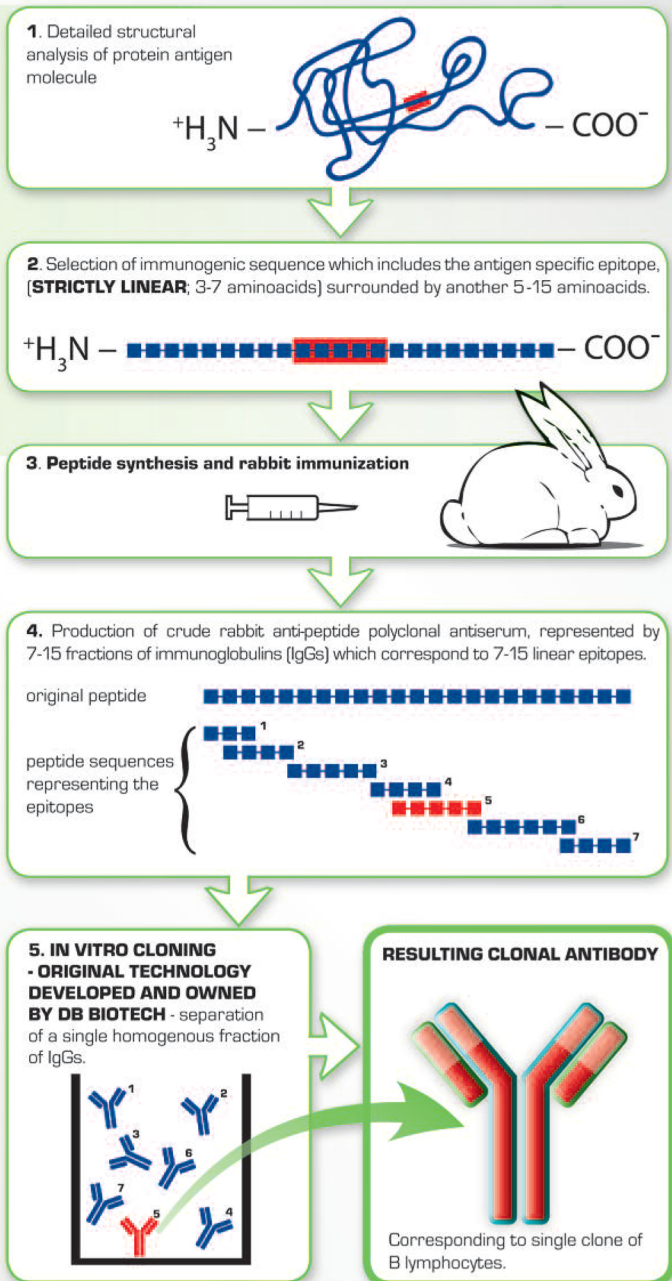 1. Detailed structural
analysis of protein antigen
molecule
⁺H₃N – – COO⁻
2. Selection of immunogenic sequence which includes the antigen specific epitope,
(STRICTLY LINEAR; 3-7 aminoacids) surrounded by another 5-15 aminoacids.
⁺H₃N – – COO⁻
3. Peptide synthesis and rabbit immunization
4. Production of crude rabbit anti-peptide polyclonal antiserum, represented by
7-15 fractions of immunoglobulins (IgGs) which correspond to 7-15 linear epitopes.
original peptide
peptide sequences
representing the
epitopes
1
2
3
4
5
6
7
5. IN VITRO CLONING
- ORIGINAL TECHNOLOGY
DEVELOPED AND OWNED
BY DB BIOTECH - separation
of a single homogenous fraction
of IgGs.
1
2
3
6
7
5
4
RESULTING CLONAL ANTIBODY
Corresponding to single clone of
B lymphocytes.